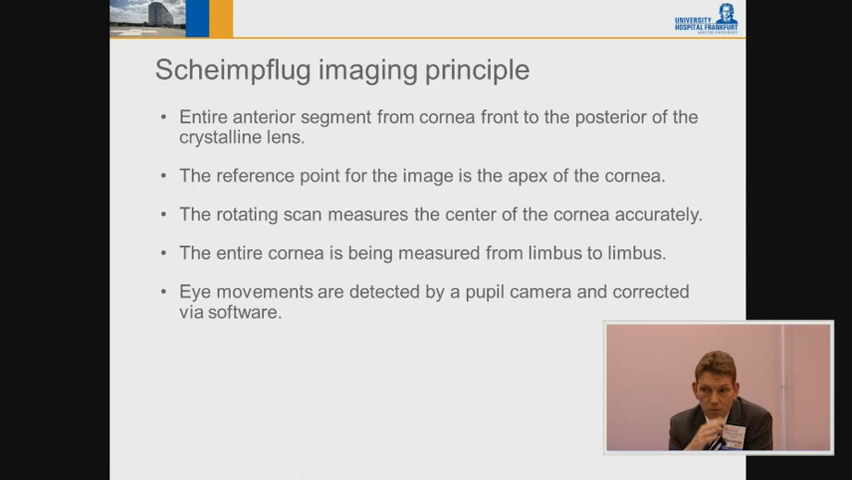 UNIVERSITY
HOSPITAL FRANKFURT
Scheimpflug imaging principle
• Entire anterior segment from cornea front to the posterior of the
crystalline lens.
• The reference point for the image is the apex of the cornea.
• The rotating scan measures the center of the cornea accurately.
• The entire cornea is being measured from limbus to limbus.
• Eye movements are detected by a pupil camera and corrected
via software.